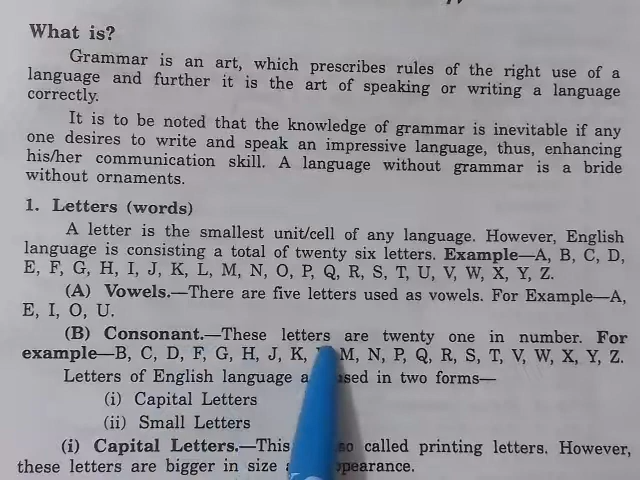 What is?
Grammar is an art, which prescribes rules of the right use of a
language and further it is the art of speaking or writing a language
correctly.
It is to be noted that the knowledge of grammar is inevitable if any
one desires to write and speak an impressive language, thus, enhancing
his/her communication skill. A language without grammar is a bride
without ornaments.
1. Letters (words)
A letter is the smallest unit/cell of any language. However, English
language is consisting a total of twenty six letters. Example—A, B, C, D,
E, F, G, H, I, J, K, L, M, N, O, P, Q, R, S, T, U, V, W, X, Y, Z.
(A) Vowels.—There are five letters used as vowels. For Example—A,
E, I, O, U.
(B) Consonant.—These letters are twenty one in number. For
example—B, C, D, F, G, H, J, K, M, N, P, Q, R, S, T, V, W, X, Y, Z.
Letters of English language in two forms—
(i) Capital Letters
(ii) Small Letters
(i) Capital Letters.—This called printing letters. However,
these letters are bigger in size appearance.